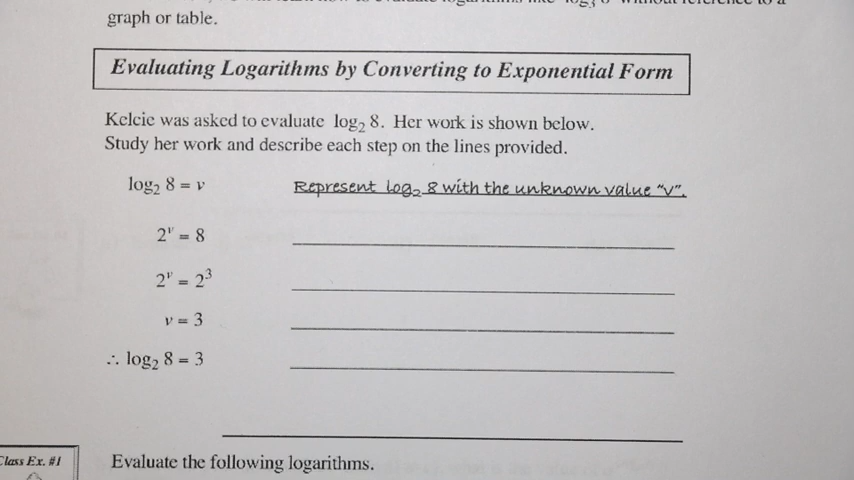 graph or table.
Evaluating Logarithms by Converting to Exponential Form
Kelcie was asked to evaluate log₂ 8. Her work is shown below.
Study her work and describe each step on the lines provided.
log₂ 8 = v Represent log₂ 8 with the unknown value "v".
2ᵛ = 8
2ᵛ = 2³
v = 3
∴ log₂ 8 = 3
Class Ex. #1
Evaluate the following logarithms.